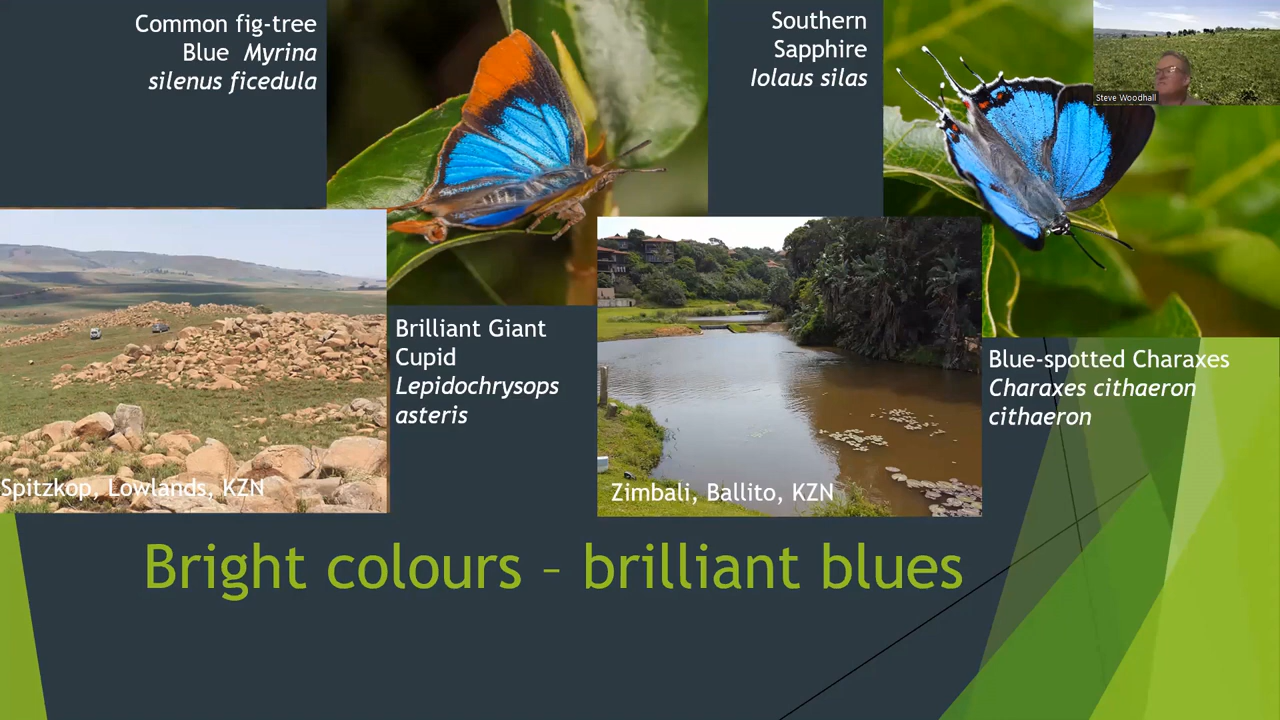 Common fig-tree
Blue Myrina
silenus ficedula
Southern
Sapphire
Iolaus silas
Steve Woodhall
Brilliant Giant
Cupid
Lepidochrysops
asteris
Blue-spotted Charaxes
Charaxes cithaeron
cithaeron
Spitzkop, Lowlands, KZN
Zimbali, Ballito, KZN
Bright colours – brilliant blues